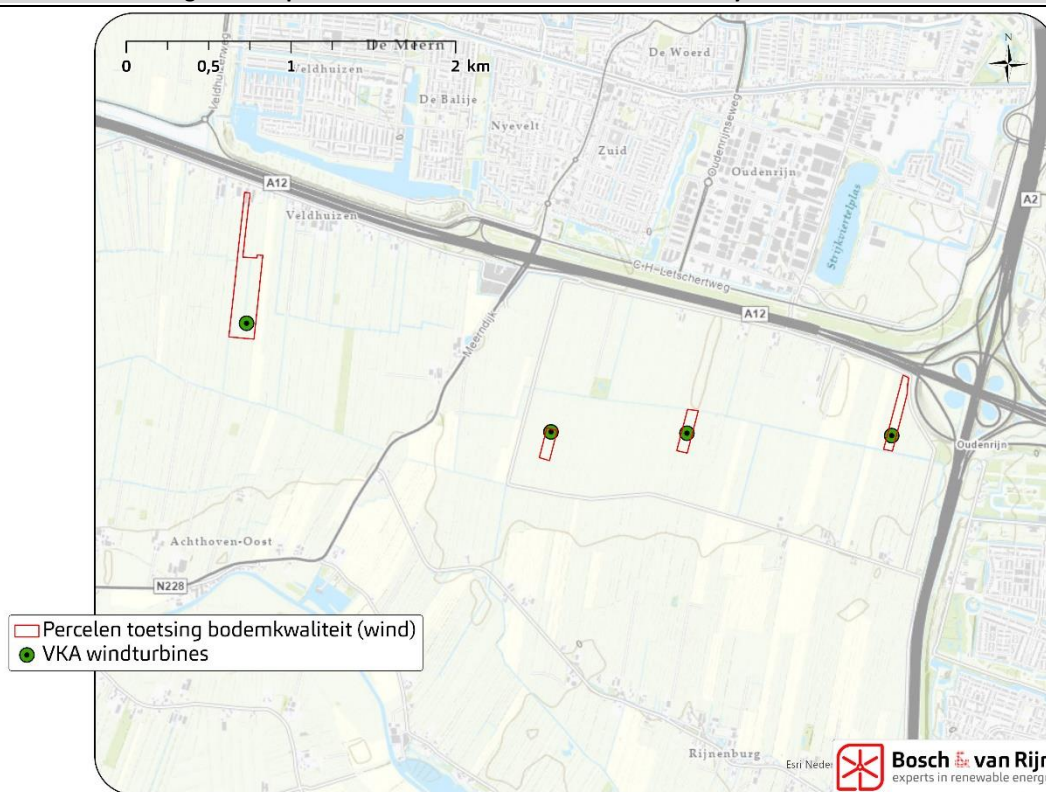 De Meern
De Woerd
N
0 0,5 1 2 km
Veldhuizerweg
Veldhuizen
De Balije
Nyevelt
Zuid
Oudenrijnseweg
Oudenrijn
Strijkviertelplas
A12
Veldhuizen
A2
C.H. Letschertweg
A12
Meerndijk
Oudenrijn
Achthoven-Oost
N228
Percelen toetsing bodemkwaliteit (wind)
VKA windturbines
Rijnenburg
Esri Neder
Bosch & van Rijn
experts in renewable energ